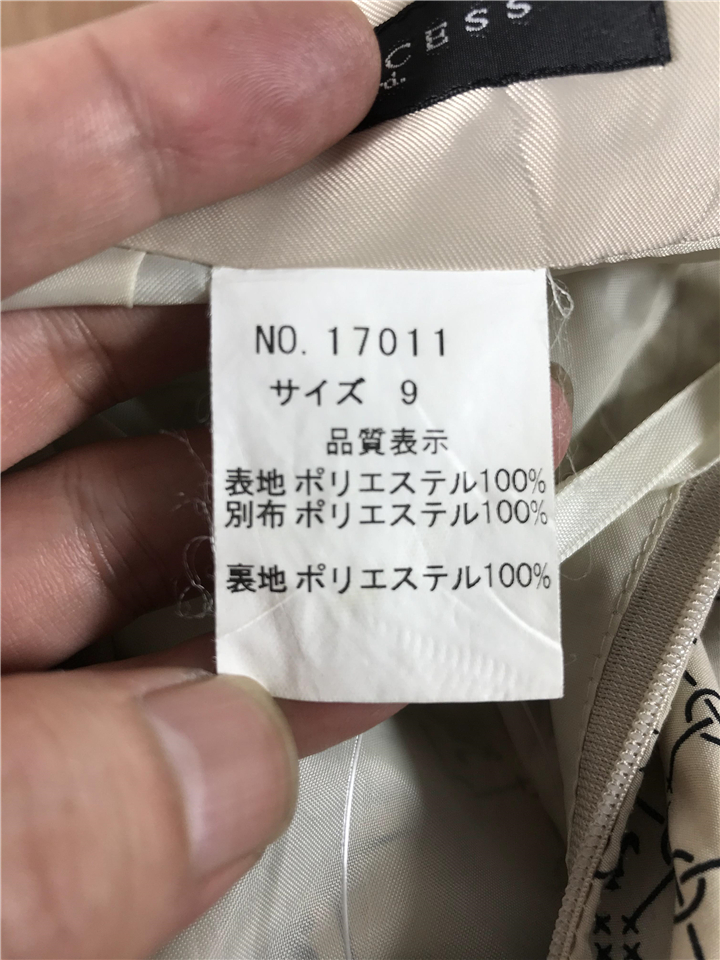 CESS
d.
NO. 17011
サイズ 9
品質表示
表地 ポリエステル100%
別布 ポリエステル100%
裏地 ポリエステル100%